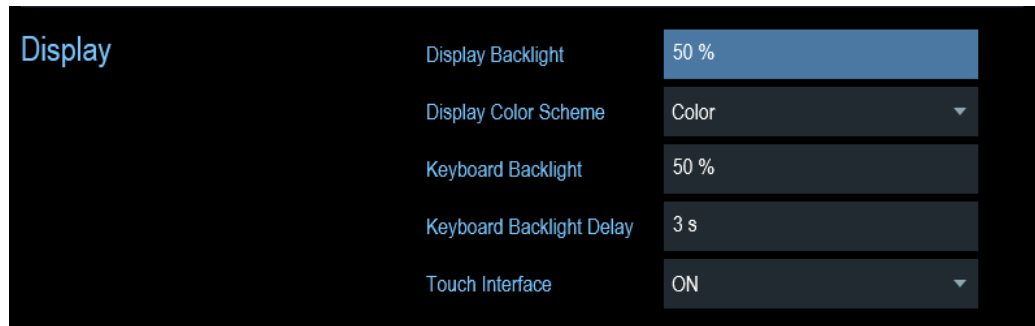 Display
Display Backlight 50 %
Display Color Scheme Color
Keyboard Backlight 50 %
Keyboard Backlight Delay 3 s
Touch Interface ON